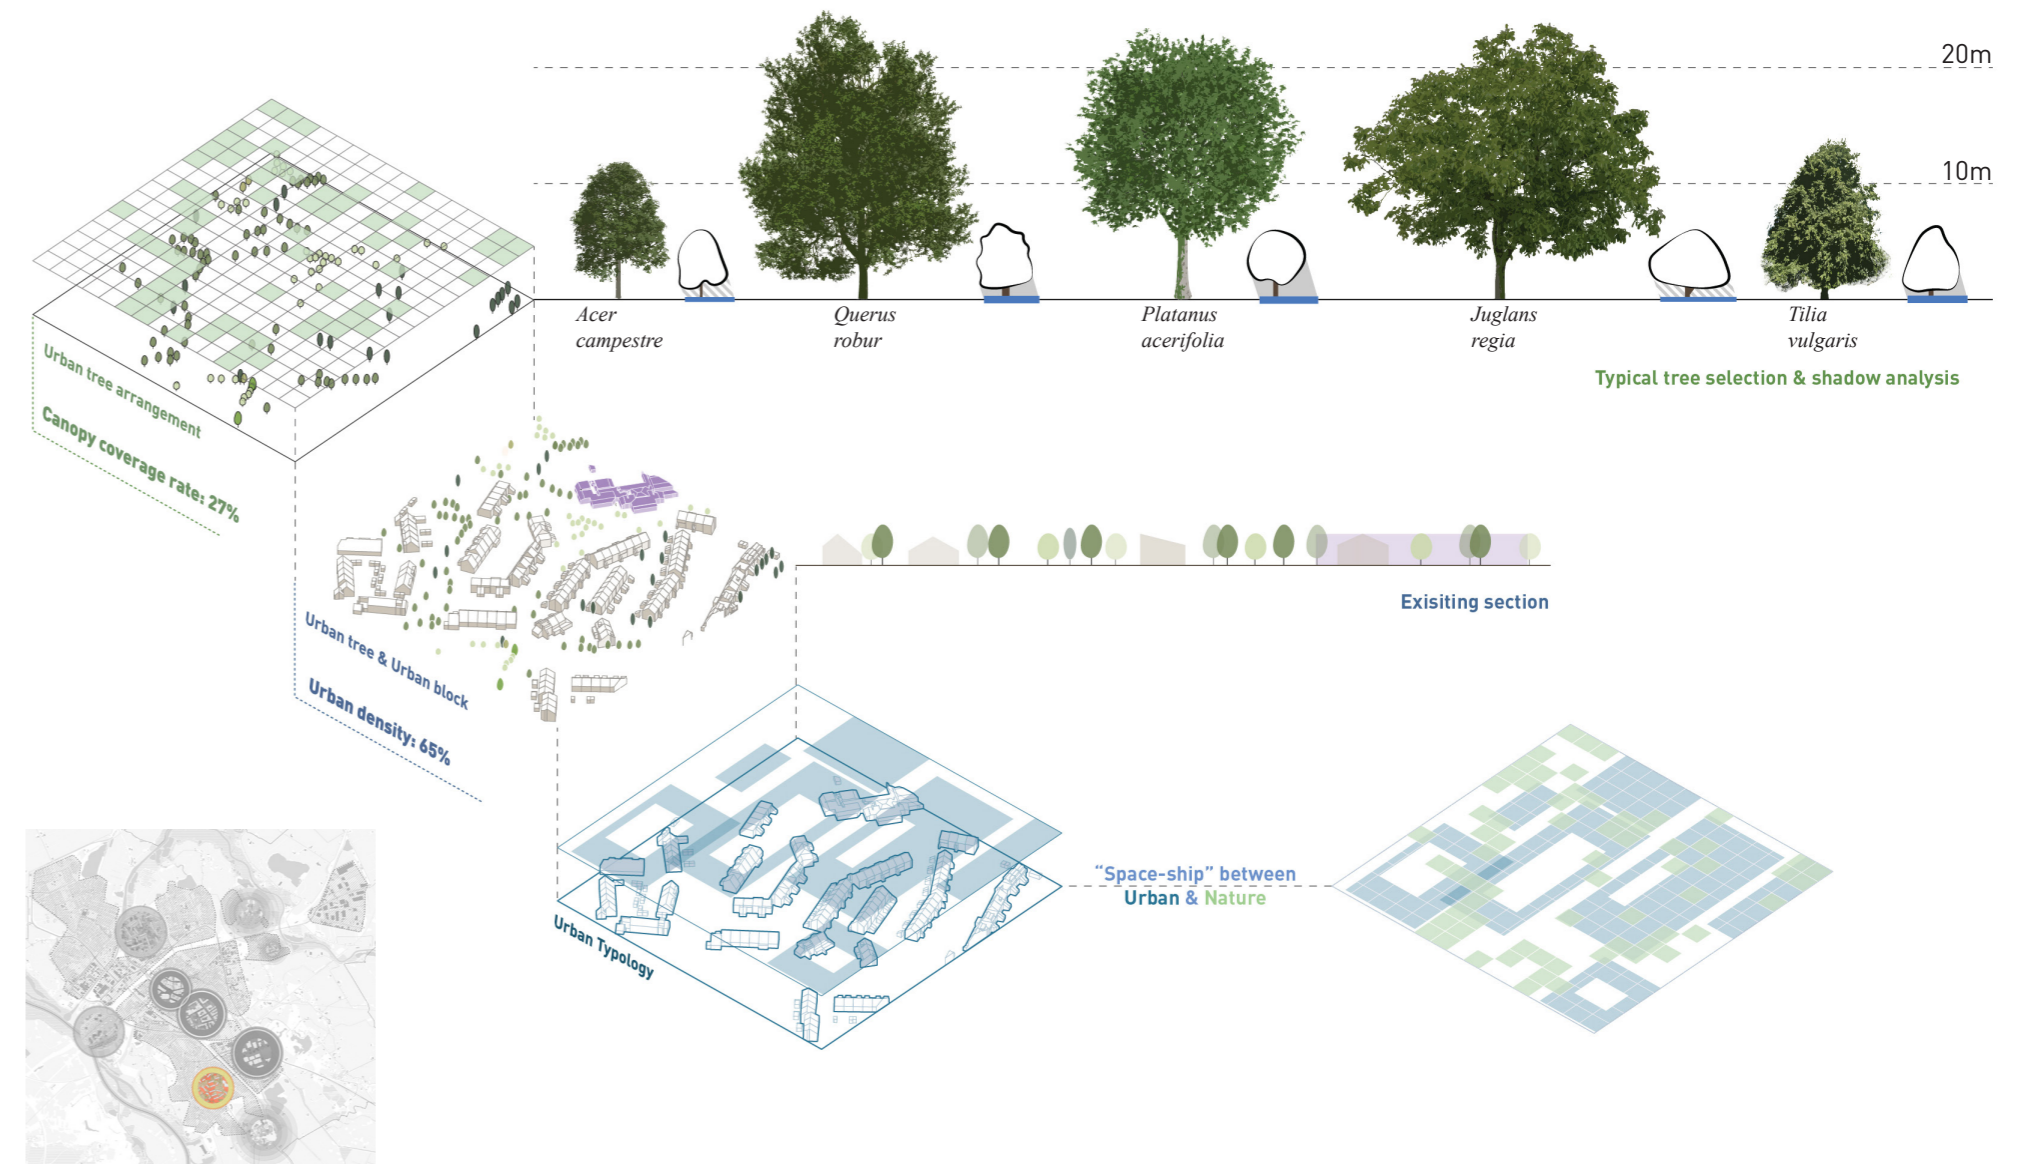 20m
10m
Acer
campestre
Querus
robur
Platanus
acerifolia
Juglans
regia
Tilia
vulgaris
Typical tree selection & shadow analysis
Urban tree arrangement
Canopy coverage rate: 27%
Exisiting section
Urban tree & Urban block
Urban density: 65%
“Space-ship” between
Urban & Nature
Urban Typology